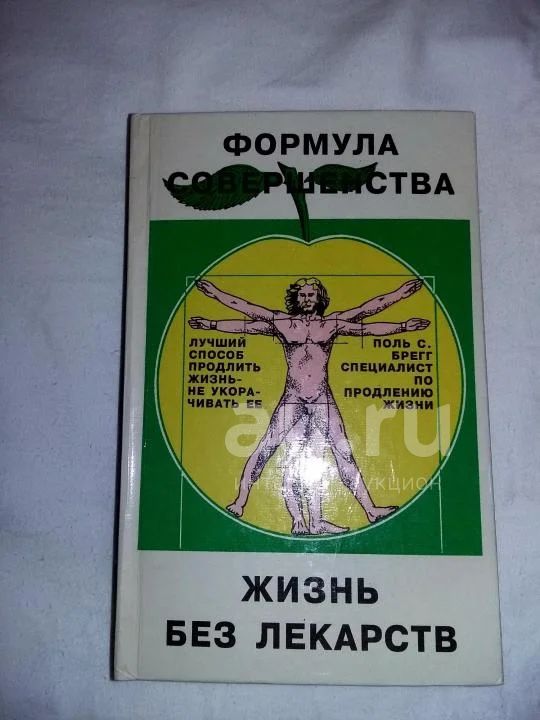 ФОРМУЛА
СОВЕРШЕНСТВА
ЛУЧШИЙ
СПОСОБ
ПРОДЛИТЬ
ЖИЗНЬ-
НЕ УКОРА-
ЧИВАТЬ ЕЕ
ПОЛЬ С.
БРЕГГ
СПЕЦИАЛИСТ
ПО
ПРОДЛЕНИЮ
ЖИЗНИ
ЖИЗНЬ
БЕЗ ЛЕКАРСТВ